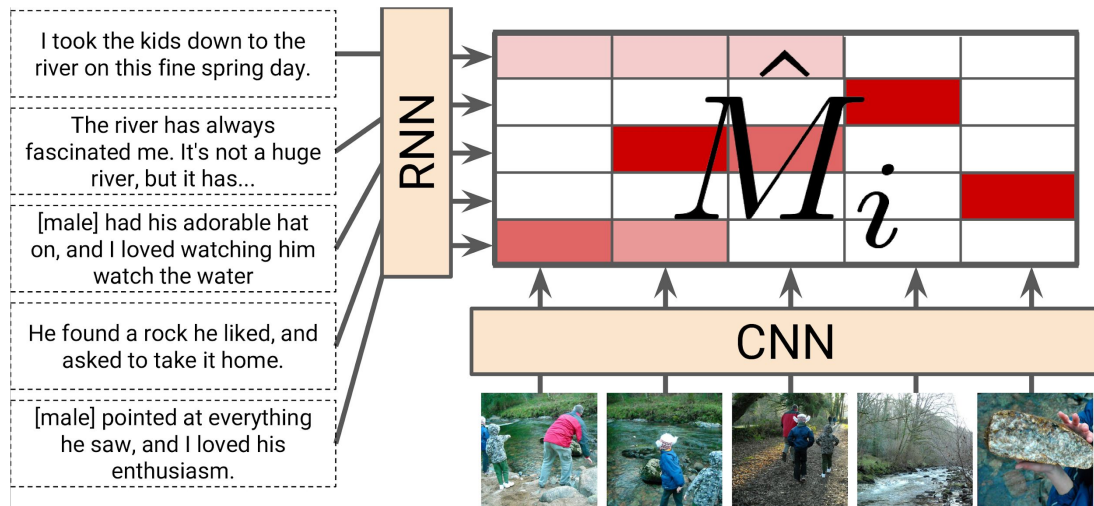 I took the kids down to the
river on this fine spring day.
The river has always
fascinated me. It's not a huge
river, but it has...
[male] had his adorable hat
on, and I loved watching him
watch the water
He found a rock he liked, and
asked to take it home.
[male] pointed at everything
he saw, and I loved his
enthusiasm.
RNN
M̂ᵢ
CNN